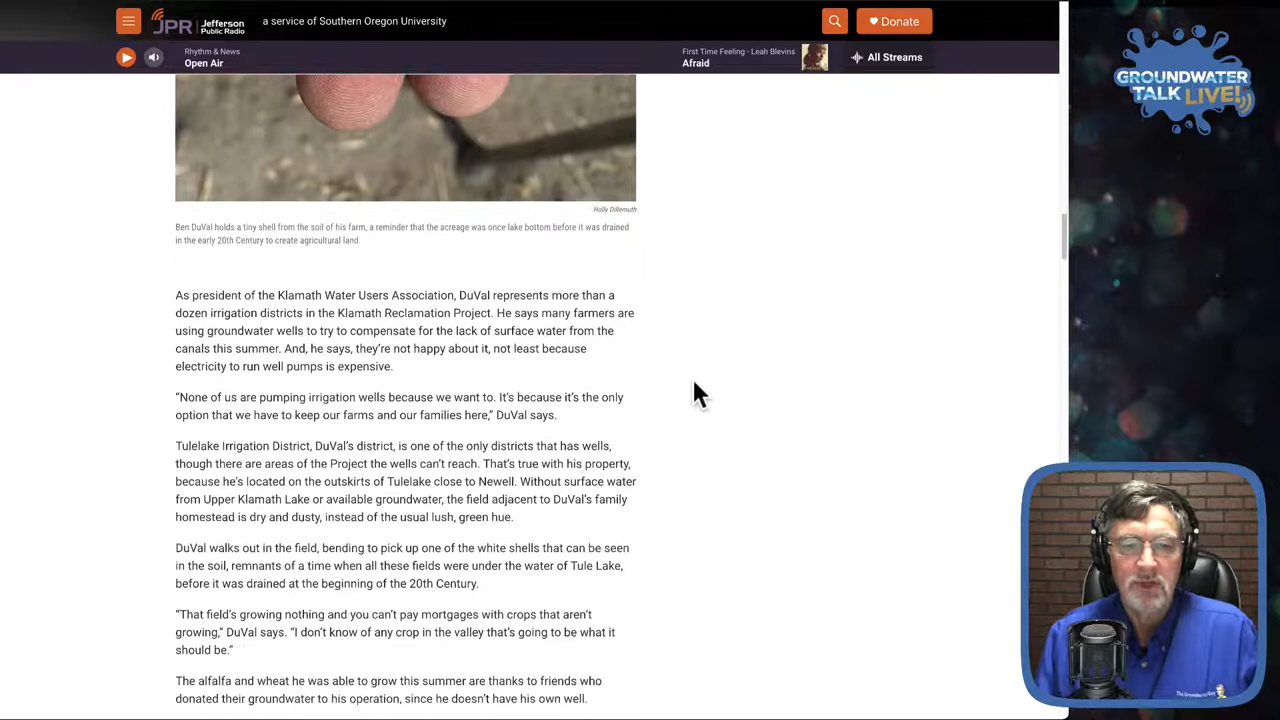 JPR
Jefferson
Public Radio
a service of Southern Oregon University
Donate
Rhythm & News
Open Air
First Time Feeling - Leah Blevins
Afraid
All Streams
GROUNDWATER
TALK LIVE!
Holly Dillemuth
Ben DuVal holds a tiny shell from the soil of his farm, a reminder that the acreage was once lake bottom before it was drained
in the early 20th Century to create agricultural land.
As president of the Klamath Water Users Association, DuVal represents more than a
dozen irrigation districts in the Klamath Reclamation Project. He says many farmers are
using groundwater wells to try to compensate for the lack of surface water from the
canals this summer. And, he says, they’re not happy about it, not least because
electricity to run well pumps is expensive.
“None of us are pumping irrigation wells because we want to. It’s because it’s the only
option that we have to keep our farms and our families here,” DuVal says.
Tulelake Irrigation District, DuVal’s district, is one of the only districts that has wells,
though there are areas of the Project the wells can’t reach. That’s true with his property,
because he's located on the outskirts of Tulelake close to Newell. Without surface water
from Upper Klamath Lake or available groundwater, the field adjacent to DuVal’s family
homestead is dry and dusty, instead of the usual lush, green hue.
DuVal walks out in the field, bending to pick up one of the white shells that can be seen
in the soil, remnants of a time when all these fields were under the water of Tule Lake,
before it was drained at the beginning of the 20th Century.
“That field’s growing nothing and you can’t pay mortgages with crops that aren’t
growing,” DuVal says. “I don’t know of any crop in the valley that’s going to be what it
should be.”
The alfalfa and wheat he was able to grow this summer are thanks to friends who
donated their groundwater to his operation, since he doesn’t have his own well.